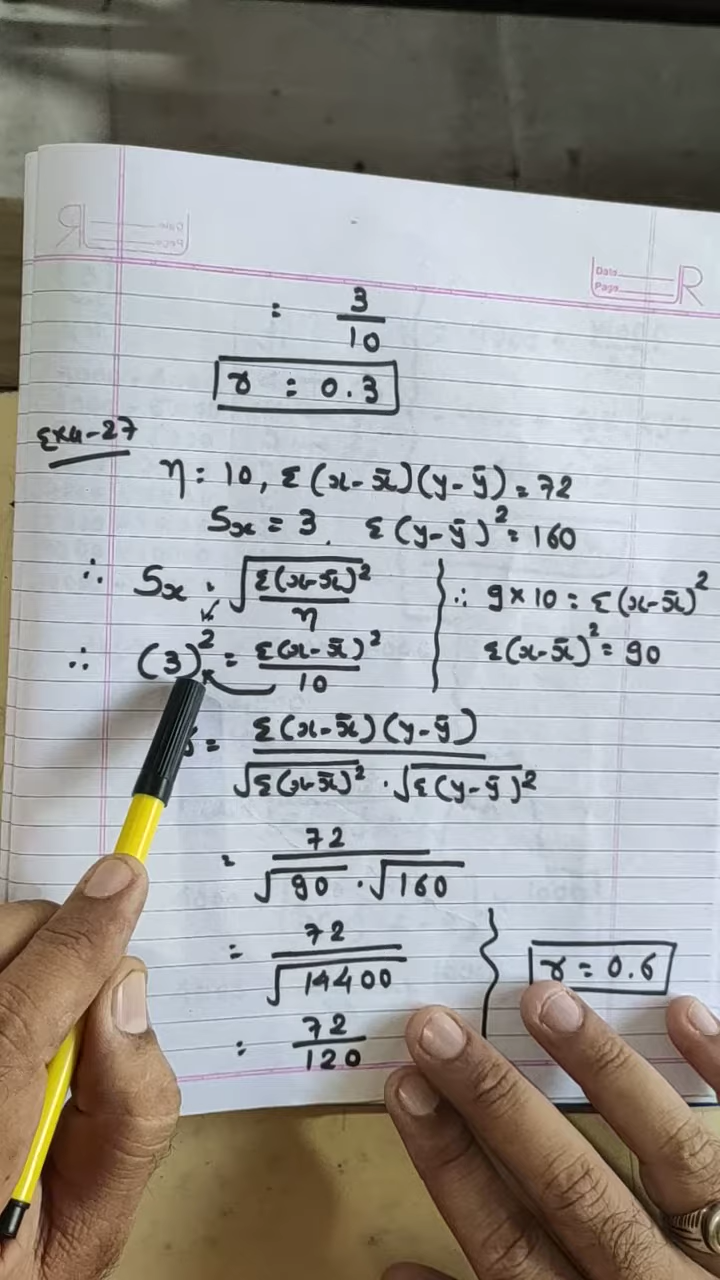 Date
Page
R
= 3/10
r = 0.3
Exa-27
n = 10, Σ(x-x̄)(y-ȳ) = 72
Sx = 3, Σ(y-ȳ)² = 160
∴ Sx = √(Σ(x-x̄)²/n)
∴ (3)² = Σ(x-x̄)²/10
∴ 9 × 10 = Σ(x-x̄)²
Σ(x-x̄)² = 90
= Σ(x-x̄)(y-ȳ) / √Σ(x-x̄)² · √Σ(y-ȳ)²
= 72 / √90 · √160
= 72 / √14400
= 72/120
r = 0.6